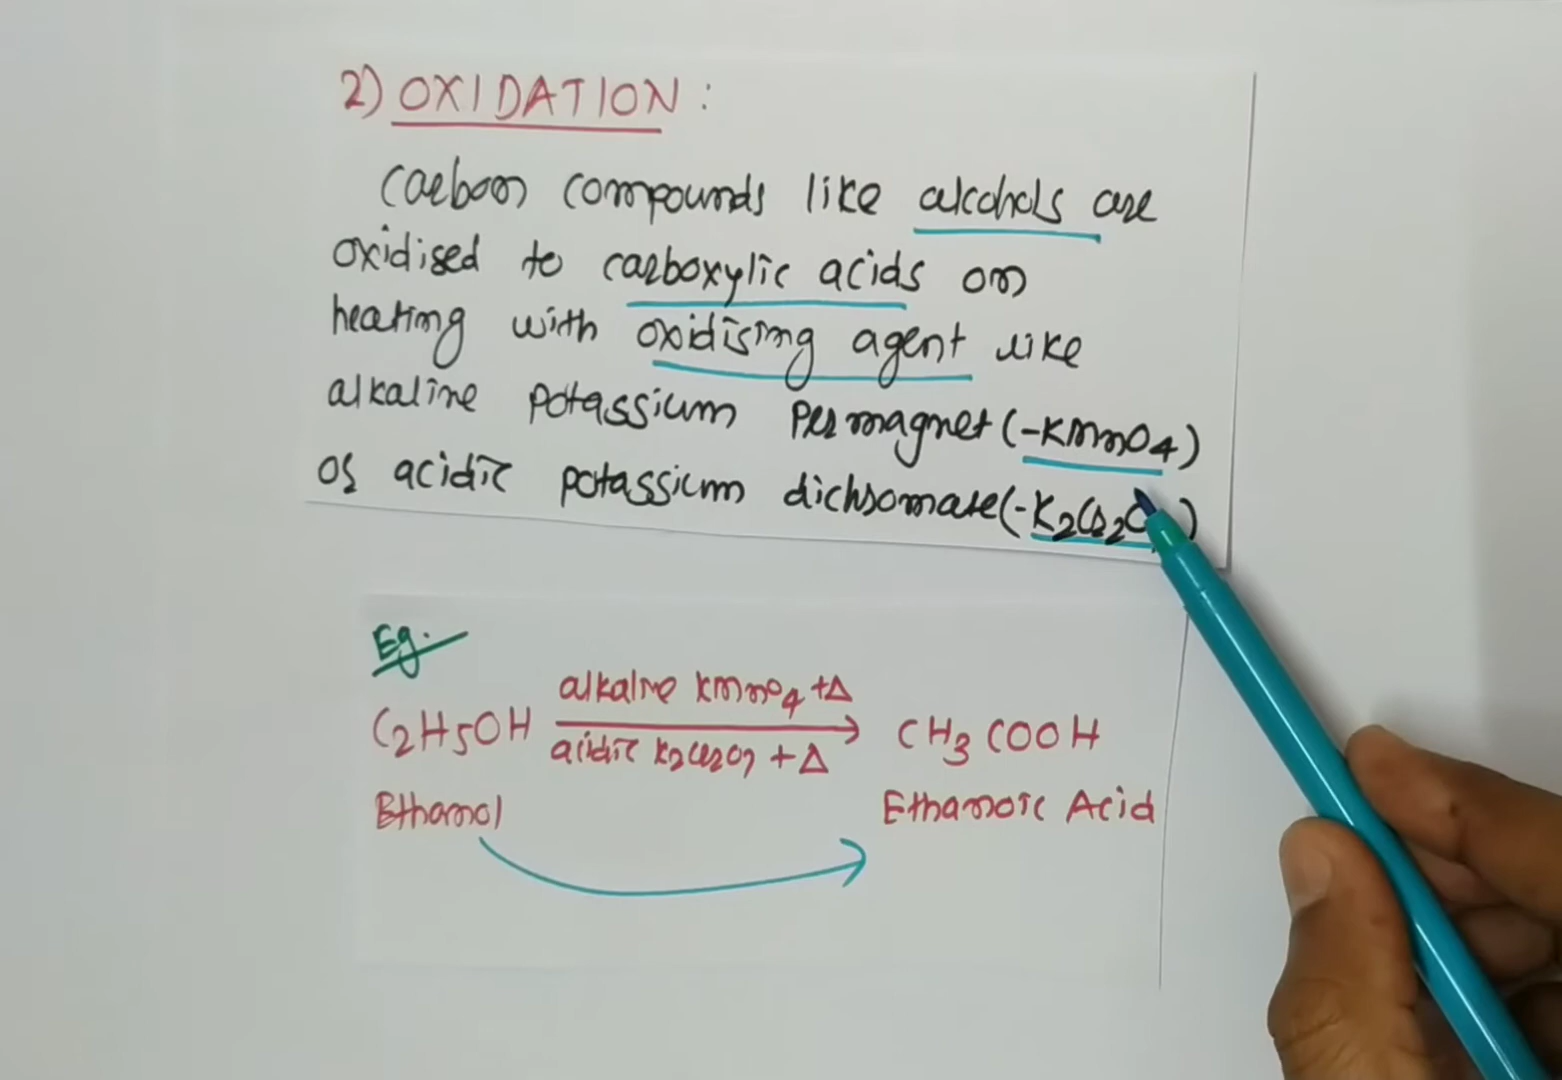 2) OXIDATION :
Carbon compounds like alcohols are
oxidised to carboxylic acids on
heating with oxidising agent like
alkaline potassium permagnet (-KMnO4)
or acidic potassium dichromate (-K2Cr2O
Eg.
C2H5OH alkaline KMnO4 + Δ CH3COOH
acidic K2Cr2O7 + Δ
Ethanol Ethanoic Acid